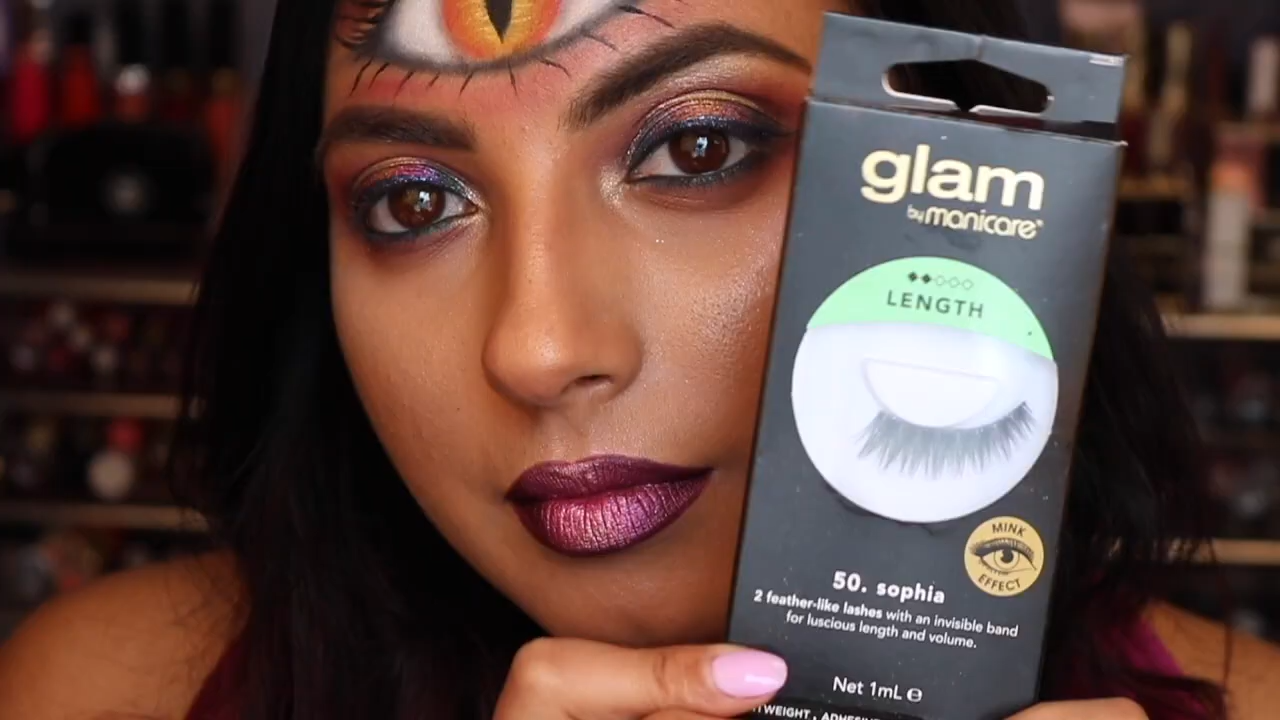 glam
by manicare™
LENGTH
MINK
EFFECT
50. sophia
2 feather-like lashes with an invisible band
for luscious length and volume.
Net 1mL ℮